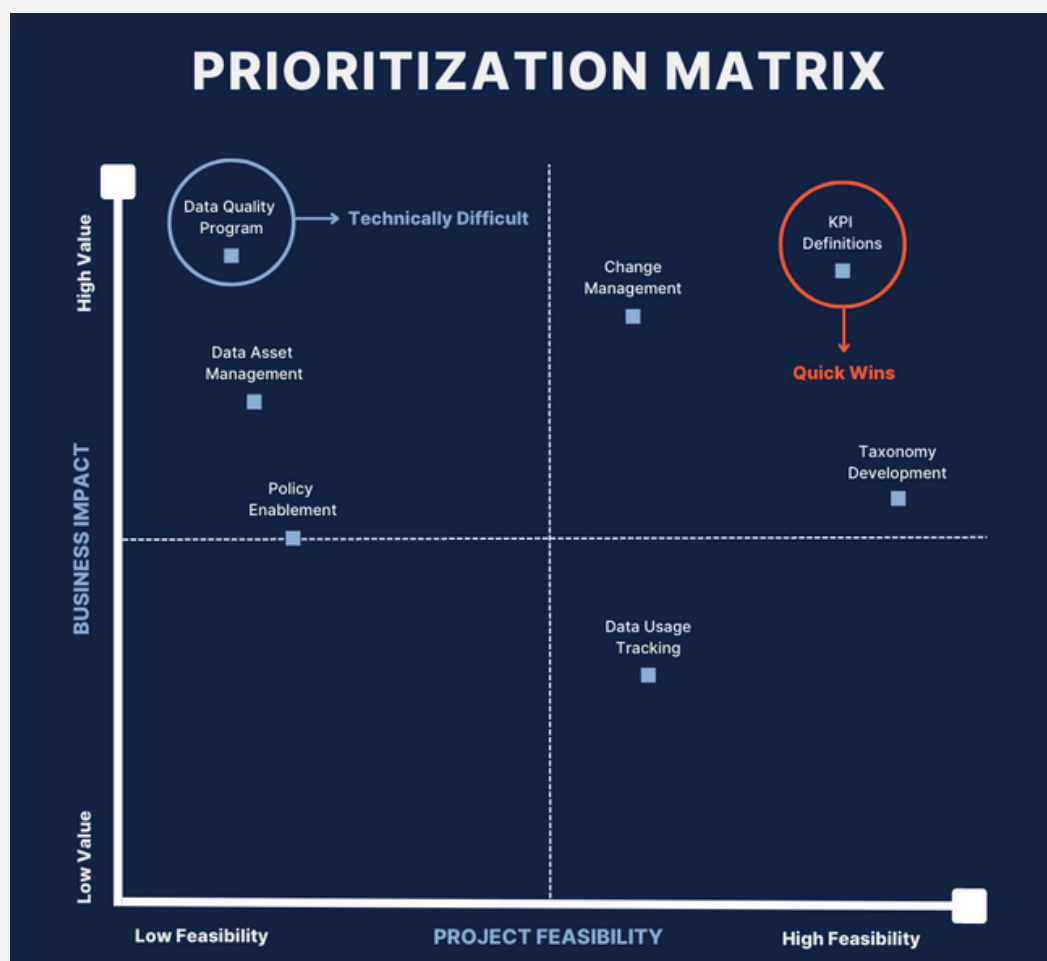 PRIORITIZATION MATRIX
High Value
Data Quality
Program
Technically Difficult
KPI
Definitions
Change
Management
Data Asset
Management
Quick Wins
BUSINESS IMPACT
Taxonomy
Development
Policy
Enablement
Data Usage
Tracking
Low Value
Low Feasibility
PROJECT FEASIBILITY
High Feasibility